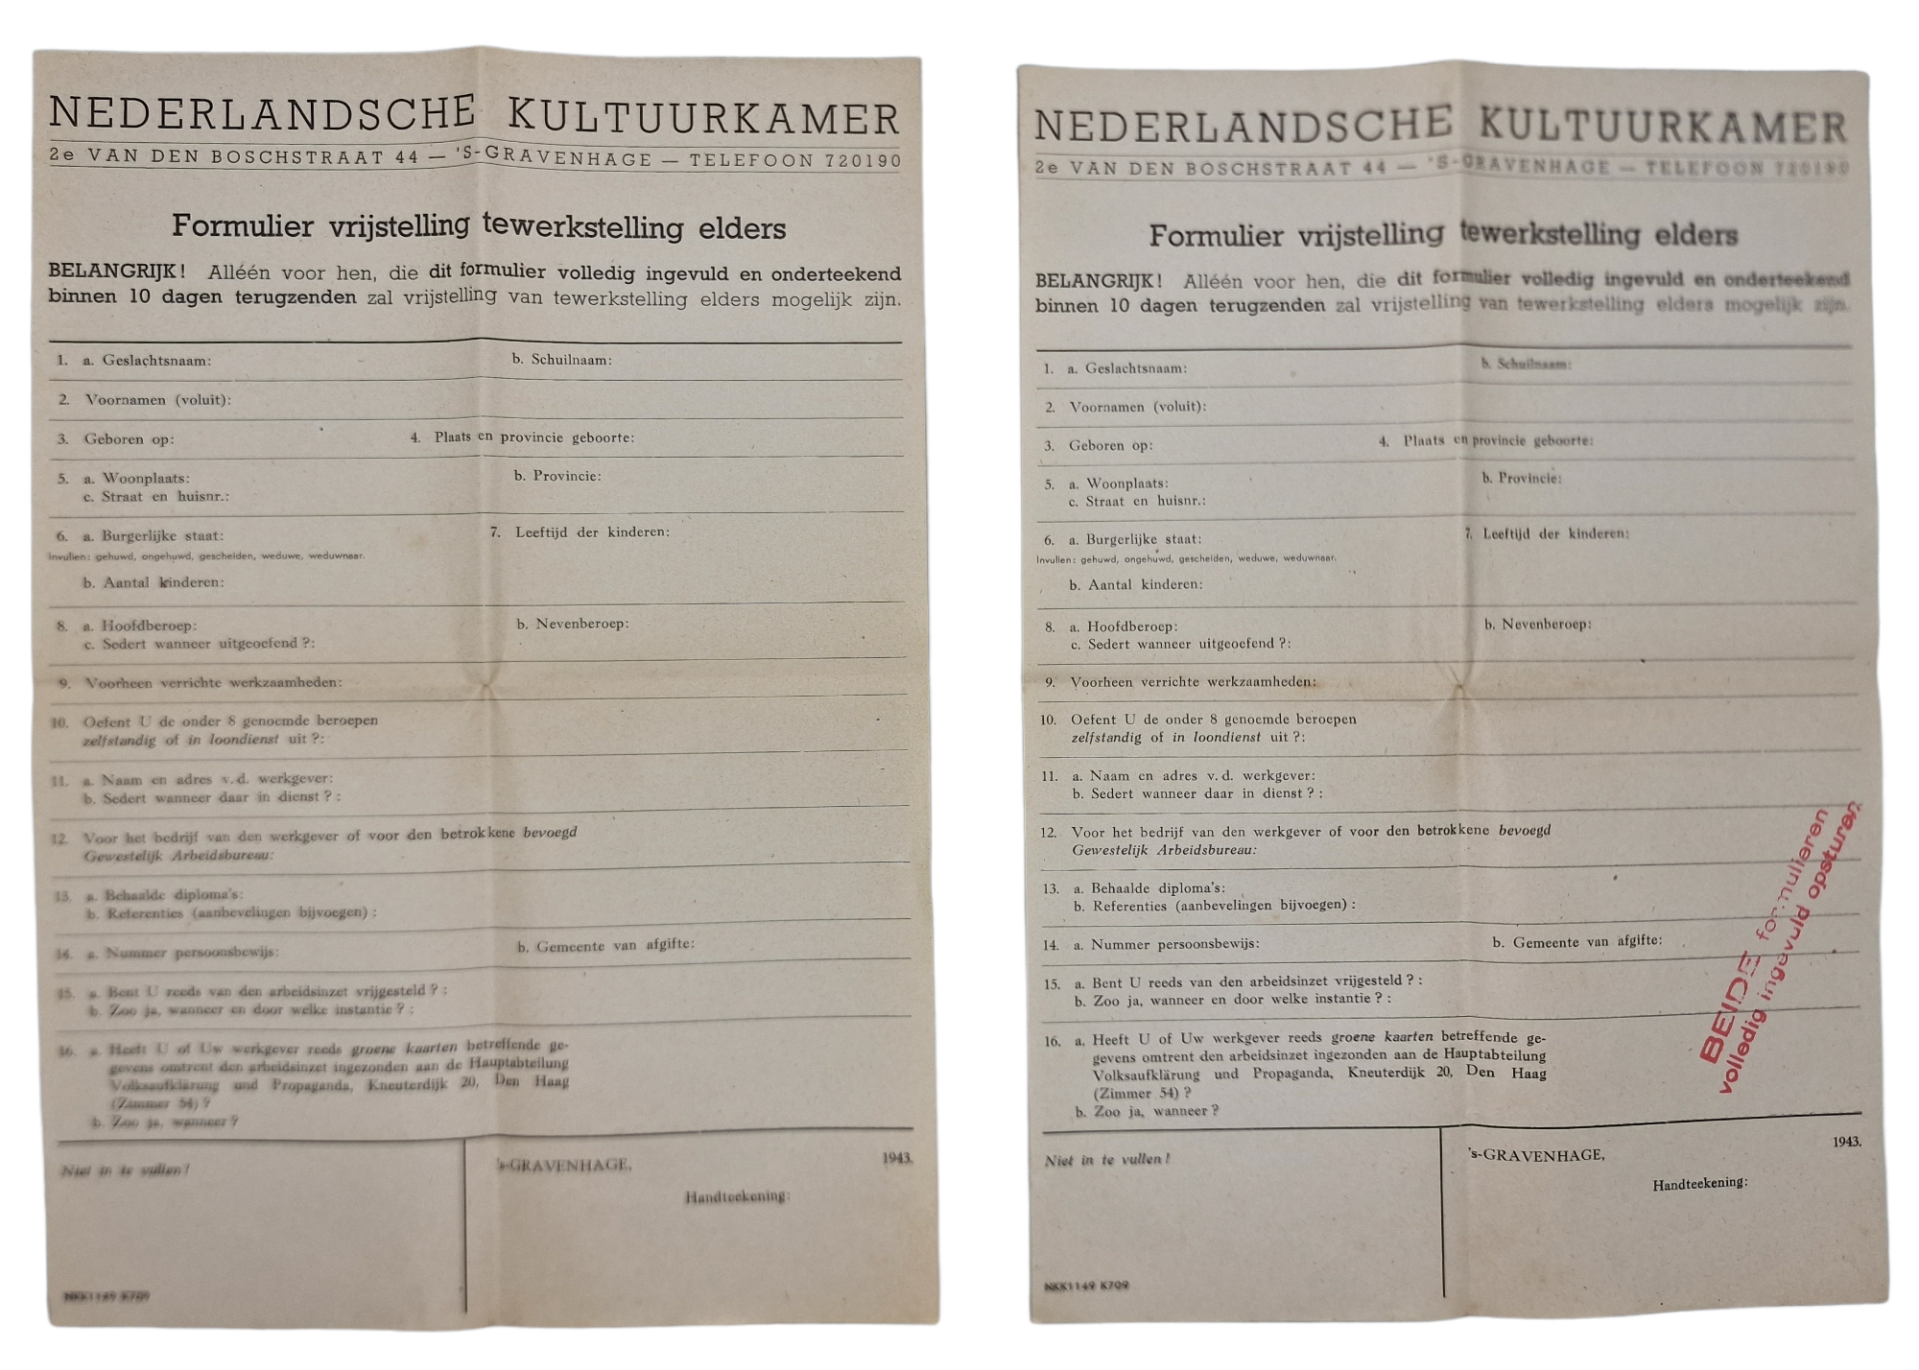 NEDERLANDSCHE KULTUURKAMER
2e VAN DEN BOSCHSTRAAT 44 — 'S-GRAVENHAGE — TELEFOON 720190
Formulier vrijstelling tewerkstelling elders
BELANGRIJK! Alléén voor hen, die dit formulier volledig ingevuld en onderteekend
binnen 10 dagen terugzenden zal vrijstelling van tewerkstelling elders mogelijk zijn.
1. a. Geslachtsnaam: b. Schuilnaam:
2. Voornamen (voluit):
3. Geboren op: 4. Plaats en provincie geboorte:
5. a. Woonplaats: b. Provincie:
c. Straat en huisnr.:
6. a. Burgerlijke staat: 7. Leeftijd der kinderen:
Invullen: gehuwd, ongehuwd, gescheiden, weduwe, weduwnaar.
b. Aantal kinderen:
8. a. Hoofdberoep: b. Nevenberoep:
c. Sedert wanneer uitgeoefend ?:
9. Voorheen verrichte werkzaamheden:
10. Oefent U de onder 8 genoemde beroepen
zelfstandig of in loondienst uit ?:
11. a. Naam en adres v.d. werkgever:
b. Sedert wanneer daar in dienst ? :
12. Voor het bedrijf van den werkgever of voor den betrokkene bevoegd
Gewestelijk Arbeidsbureau:
13. a. Behaalde diploma's:
b. Referenties (aanbevelingen bijvoegen) :
14. a. Nummer persoonsbewijs: b. Gemeente van afgifte:
15. a. Bent U reeds van den arbeidsinzet vrijgesteld ? :
b. Zoo ja, wanneer en door welke instantie ? :
16. a. Heeft U of Uw werkgever reeds groene kaarten betreffende ge-
gevens omtrent den arbeidsinzet ingezonden aan de Hauptabteilung
Volksaufklärung und Propaganda, Kneuterdijk 20, Den Haag
(Zimmer 54) ?
b. Zoo ja, wanneer ?
Niet in te vullen! 's-GRAVENHAGE, 1943.
Handteekening:
NKK1149 K709
NEDERLANDSCHE KULTUURKAMER
2e VAN DEN BOSCHSTRAAT 44 — 'S-GRAVENHAGE — TELEFOON 720190
Formulier vrijstelling tewerkstelling elders
BELANGRIJK! Alléén voor hen, die dit formulier volledig ingevuld en onderteekend
binnen 10 dagen terugzenden zal vrijstelling van tewerkstelling elders mogelijk zijn.
1. a. Geslachtsnaam: b. Schuilnaam:
2. Voornamen (voluit):
3. Geboren op: 4. Plaats en provincie geboorte:
5. a. Woonplaats: b. Provincie:
c. Straat en huisnr.:
6. a. Burgerlijke staat: 7. Leeftijd der kinderen:
Invullen: gehuwd, ongehuwd, gescheiden, weduwe, weduwnaar.
b. Aantal kinderen:
8. a. Hoofdberoep: b. Nevenberoep:
c. Sedert wanneer uitgeoefend ?:
9. Voorheen verrichte werkzaamheden:
10. Oefent U de onder 8 genoemde beroepen
zelfstandig of in loondienst uit ?:
11. a. Naam en adres v.d. werkgever:
b. Sedert wanneer daar in dienst ? :
12. Voor het bedrijf van den werkgever of voor den betrokkene bevoegd
Gewestelijk Arbeidsbureau:
13. a. Behaalde diploma's:
b. Referenties (aanbevelingen bijvoegen) :
14. a. Nummer persoonsbewijs: b. Gemeente van afgifte:
15. a. Bent U reeds van den arbeidsinzet vrijgesteld ? :
b. Zoo ja, wanneer en door welke instantie ? :
16. a. Heeft U of Uw werkgever reeds groene kaarten betreffende ge-
gevens omtrent den arbeidsinzet ingezonden aan de Hauptabteilung
Volksaufklärung und Propaganda, Kneuterdijk 20, Den Haag
(Zimmer 54) ?
b. Zoo ja, wanneer ?
BEIDE formulieren
volledig ingevuld opsturen
Niet in te vullen! 's-GRAVENHAGE, 1943.
Handteekening:
NKK1149 K709